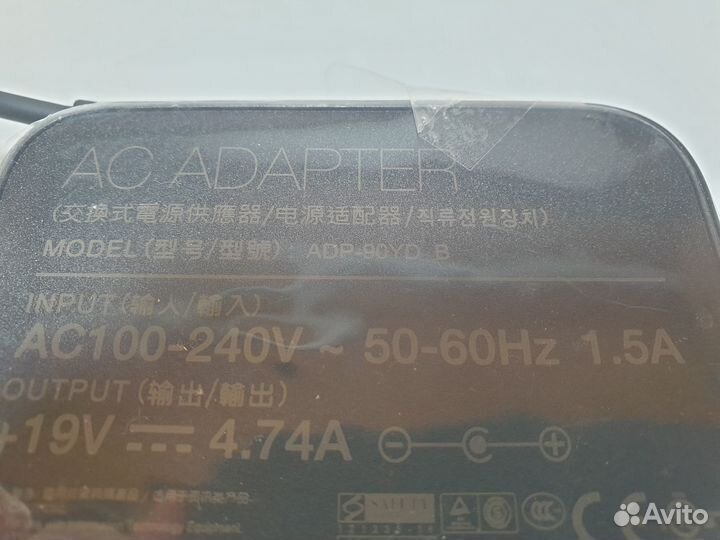 AC ADAPTER
(交換式電源供應器/电源适配器/직류전원장치)
MODEL (型号/型號) : ADP-90YD B
INPUT (输入/輸入)
AC100-240V ~ 50-60Hz 1.5A
OUTPUT (输出/輸出)
+19V ⎓ 4.74A
SAFETY
Avito